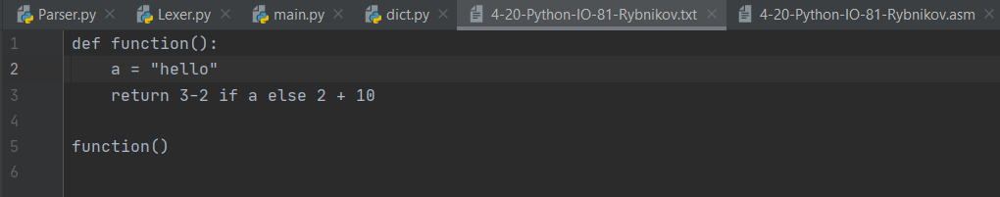 Parser.py Lexer.py main.py dict.py 4-20-Python-IO-81-Rybnikov.txt 4-20-Python-IO-81-Rybnikov.asm
1 def function():
2 a = "hello"
3 return 3-2 if a else 2 + 10
4
5 function()
6